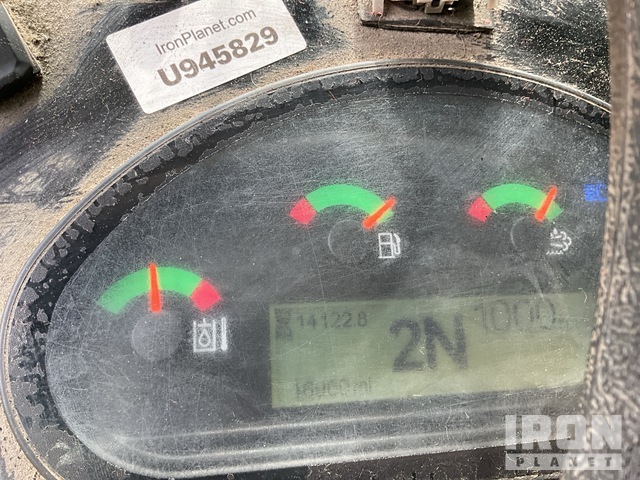 IronPlanet.com
U945829
14122.8
2N
1000
IRON
PLANET